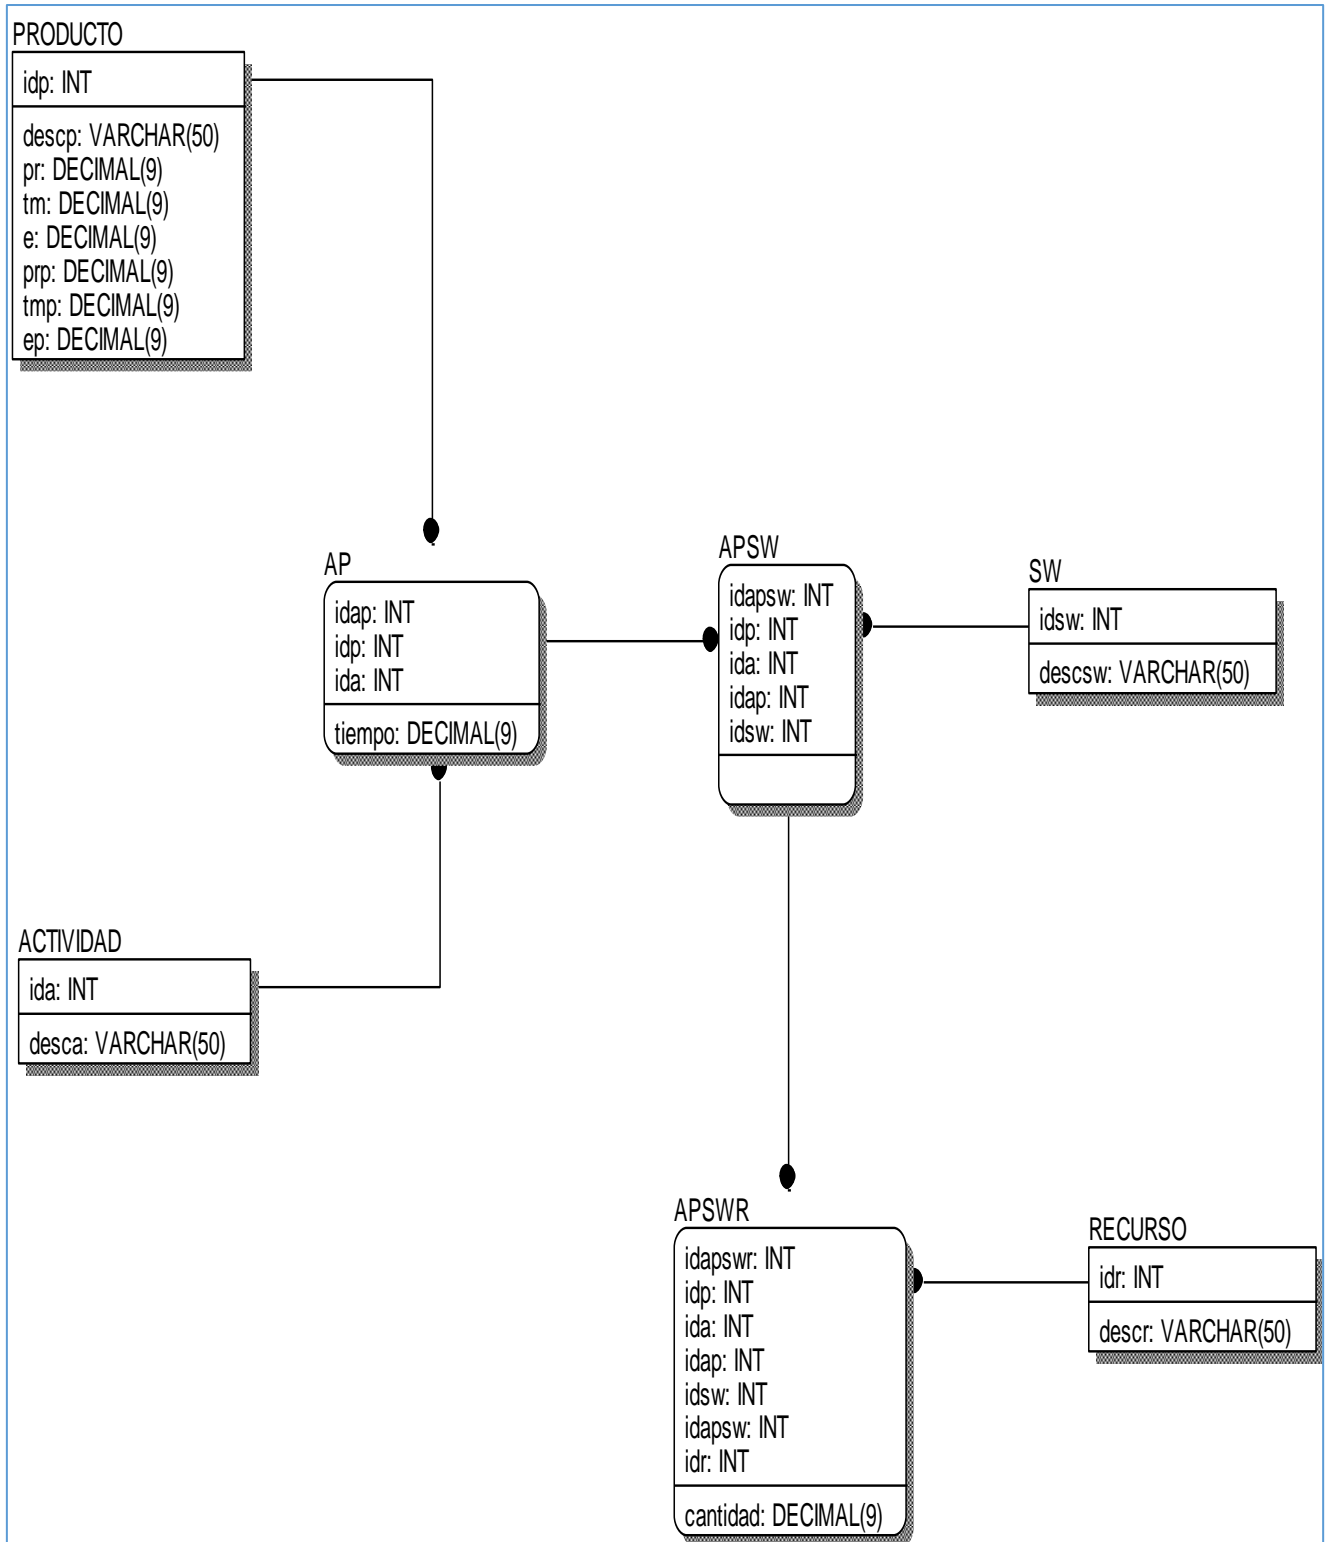 PRODUCTO
idp: INT
descp: VARCHAR(50)
pr: DECIMAL(9)
tm: DECIMAL(9)
e: DECIMAL(9)
prp: DECIMAL(9)
tmp: DECIMAL(9)
ep: DECIMAL(9)
AP
idap: INT
idp: INT
ida: INT
tiempo: DECIMAL(9)
APSW
idapsw: INT
idp: INT
ida: INT
idap: INT
idsw: INT
SW
idsw: INT
descsw: VARCHAR(50)
ACTIVIDAD
ida: INT
desca: VARCHAR(50)
APSWR
idapswr: INT
idp: INT
ida: INT
idap: INT
idsw: INT
idapsw: INT
idr: INT
cantidad: DECIMAL(9)
RECURSO
idr: INT
descr: VARCHAR(50)